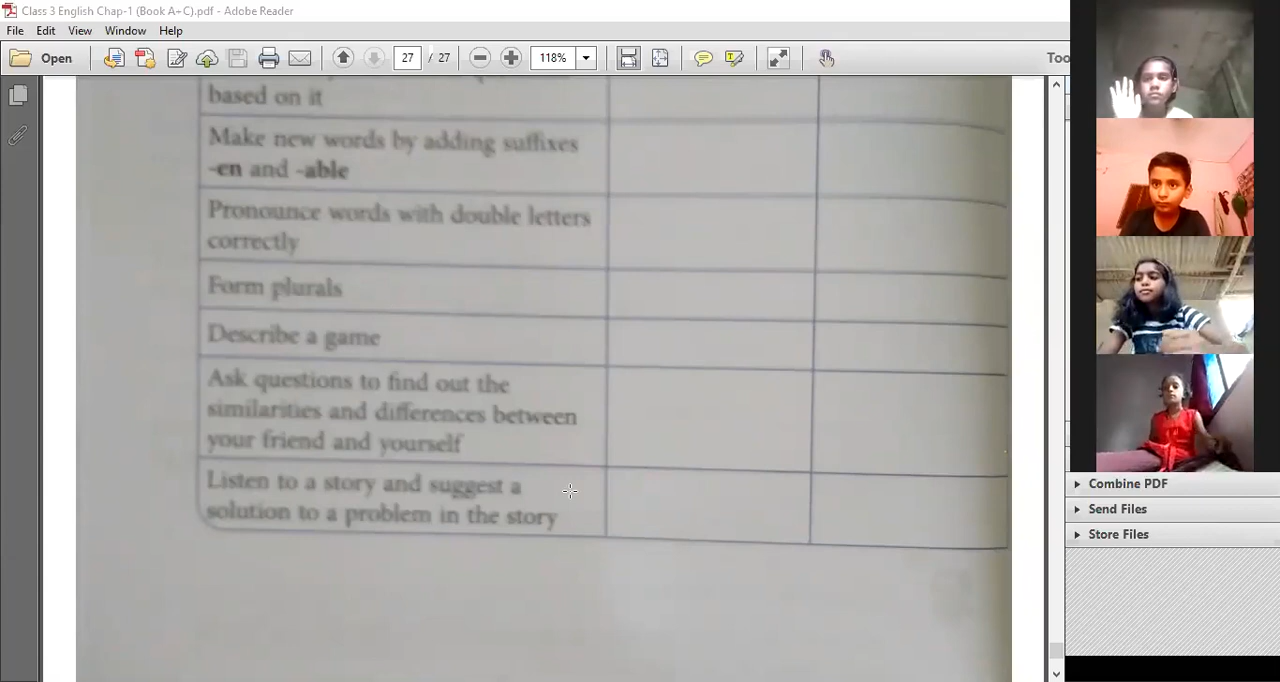 Class 3 English Chap-1 (Book A+C).pdf - Adobe Reader
File Edit View Window Help
Open 27 / 27 118% Too
based on it
Make new words by adding suffixes
-en and -able
Pronounce words with double letters
correctly
Form plurals
Describe a game
Ask questions to find out the
similarities and differences between
your friend and yourself
Listen to a story and suggest a
solution to a problem in the story
Combine PDF
Send Files
Store Files